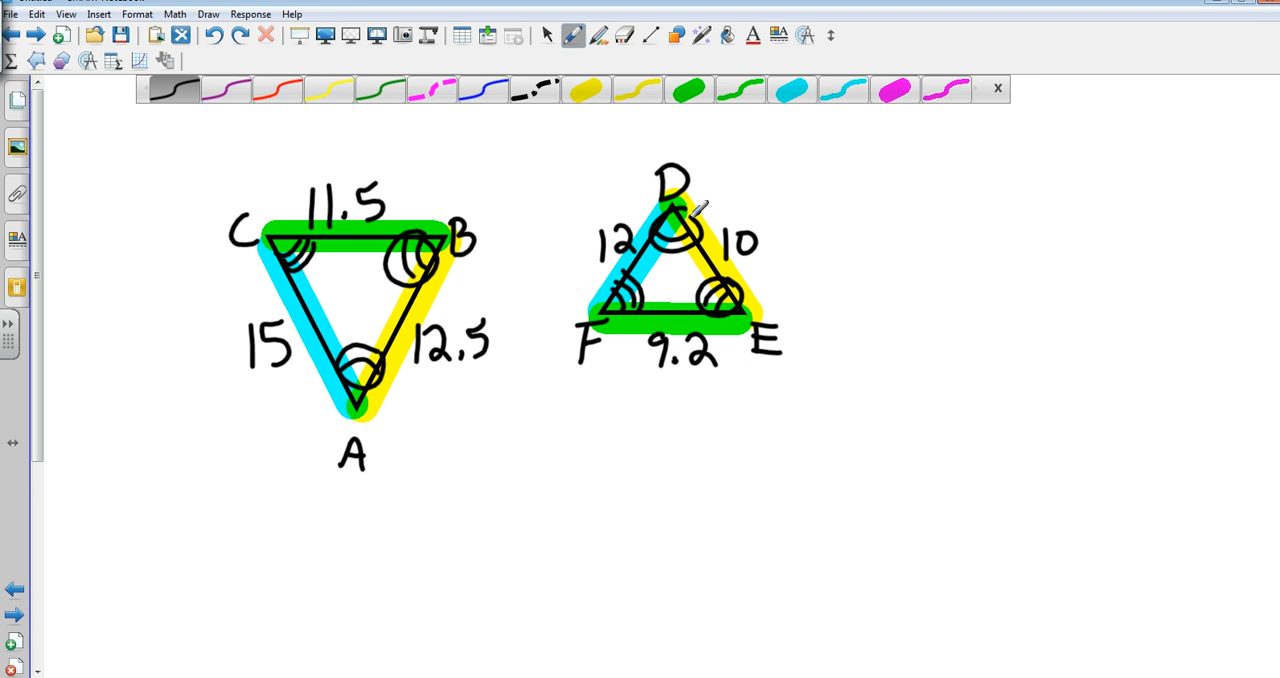 File Edit View Insert Format Math Draw Response Help
Σ
A
x
D
11.5
C
B
12
10
15
12.5
F
9.2
E
A